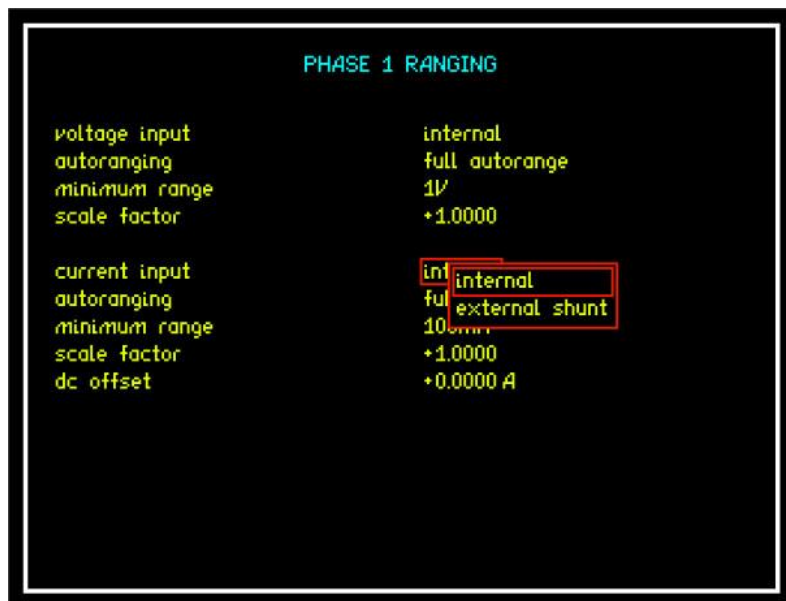 PHASE 1 RANGING
voltage input internal
autoranging full autorange
minimum range 1V
scale factor +1.0000
current input
internal
autoranging
external shunt
minimum range
scale factor +1.0000
dc offset +0.0000 A